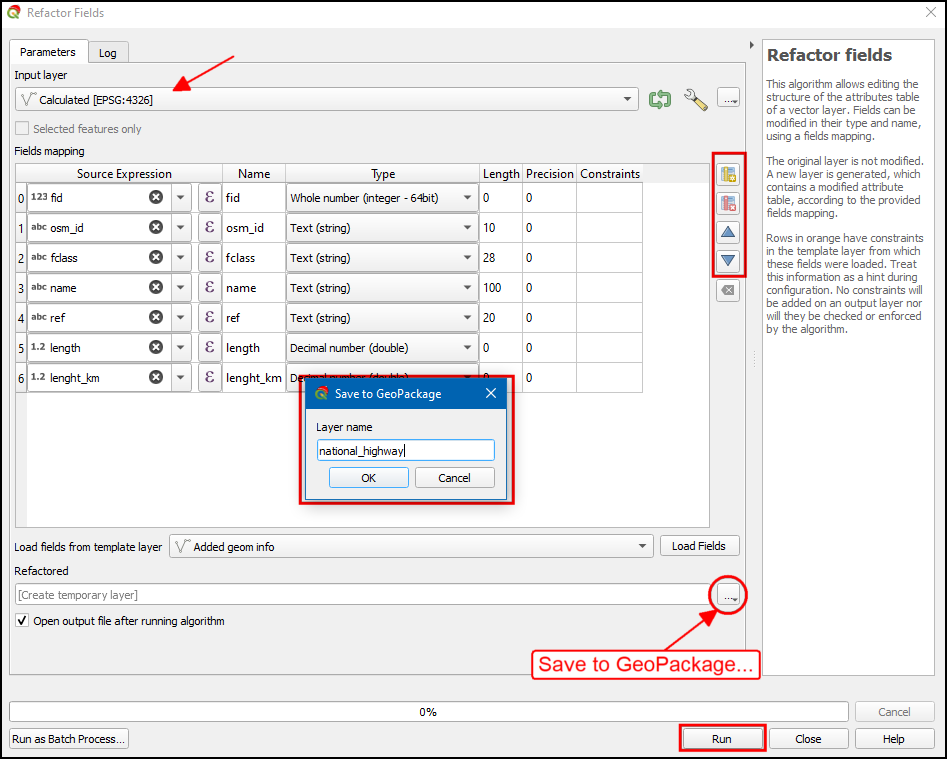 Refactor Fields
Parameters Log
Input layer
Calculated [EPSG:4326]
...
Selected features only
Fields mapping
Source Expression Name Type Length Precision Constraints
0 123 fid ε fid Whole number (integer - 64bit) 0 0
1 abc osm_id ε osm_id Text (string) 10 0
2 abc fclass ε fclass Text (string) 28 0
3 abc name ε name Text (string) 100 0
4 abc ref ε ref Text (string) 20 0
5 1.2 length ε length Decimal number (double) 0 0
6 1.2 lenght_km ε lenght_km Decimal number (double) 0 0
Save to GeoPackage
Layer name
national_highway
OK Cancel
Load fields from template layer Added geom info Load Fields
Refactored
[Create temporary layer] ...
Open output file after running algorithm
Save to GeoPackage...
0% Cancel
Run as Batch Process... Run Close Help
Refactor fields
This algorithm allows editing the
structure of the attributes table
of a vector layer. Fields can be
modified in their type and name,
using a fields mapping.
The original layer is not modified.
A new layer is generated, which
contains a modified attribute
table, according to the provided
fields mapping.
Rows in orange have constraints
in the template layer from which
these fields were loaded. Treat
this information as a hint during
configuration. No constraints will
be added on an output layer nor
will they be checked or enforced
by the algorithm.